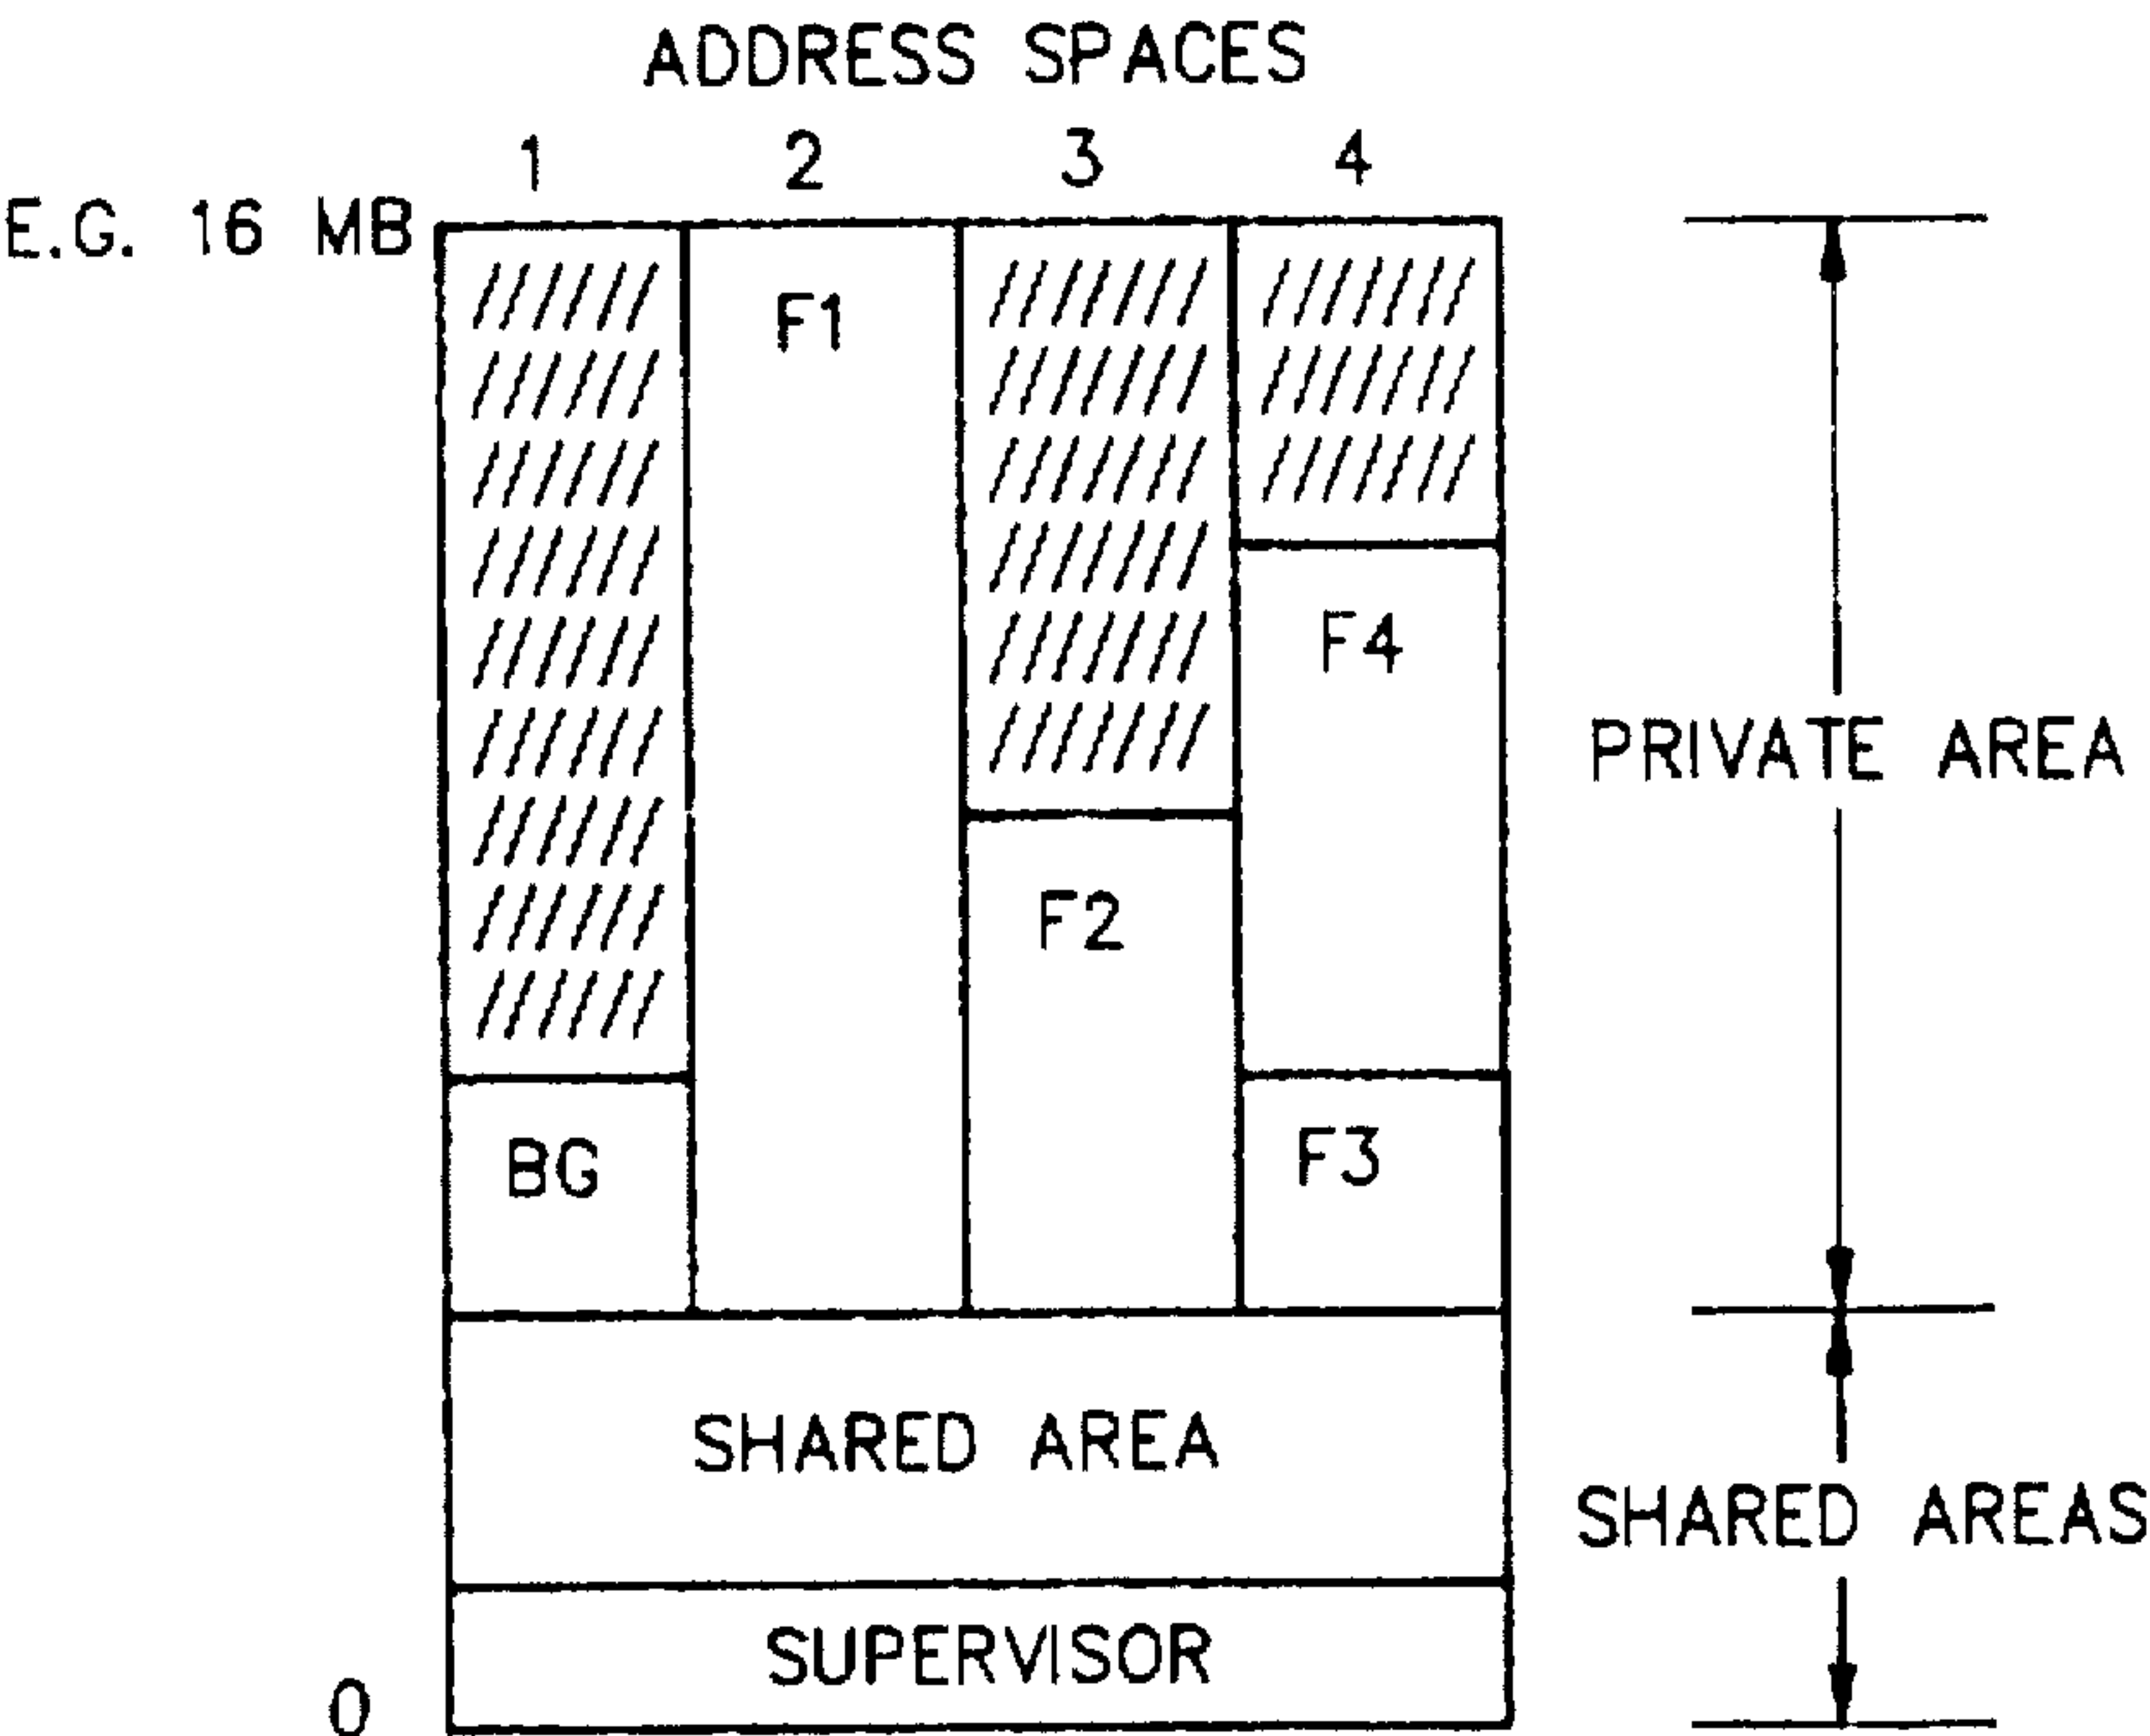 ADDRESS SPACES
1 2 3 4
E.G. 16 MB
F1
F4
PRIVATE AREA
F2
BG
F3
SHARED AREA
SHARED AREAS
SUPERVISOR
0